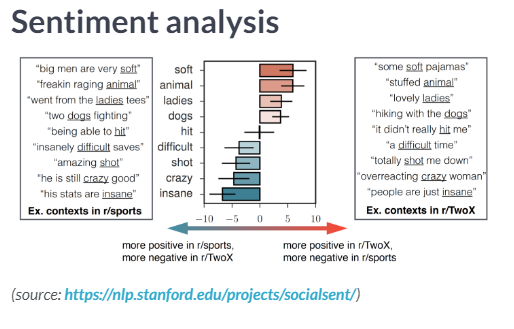 Sentiment analysis
“big men are very soft”
“freakin raging animal”
“went from the ladies tees”
“two dogs fighting”
“being able to hit”
“insanely difficult saves”
“amazing shot”
“he is still crazy good”
“his stats are insane”
Ex. contexts in r/sports
soft
animal
ladies
dogs
hit
difficult
shot
crazy
insane
−10 −5 0 5 10
more positive in r/sports,
more negative in r/TwoX
more positive in r/TwoX,
more negative in r/sports
“some soft pajamas”
“stuffed animal”
“lovely ladies”
“hiking with the dogs”
“it didn't really hit me”
“a difficult time”
“totally shot me down”
“overreacting crazy woman”
“people are just insane”
Ex. contexts in r/TwoX
(source: https://nlp.stanford.edu/projects/socialsent/)